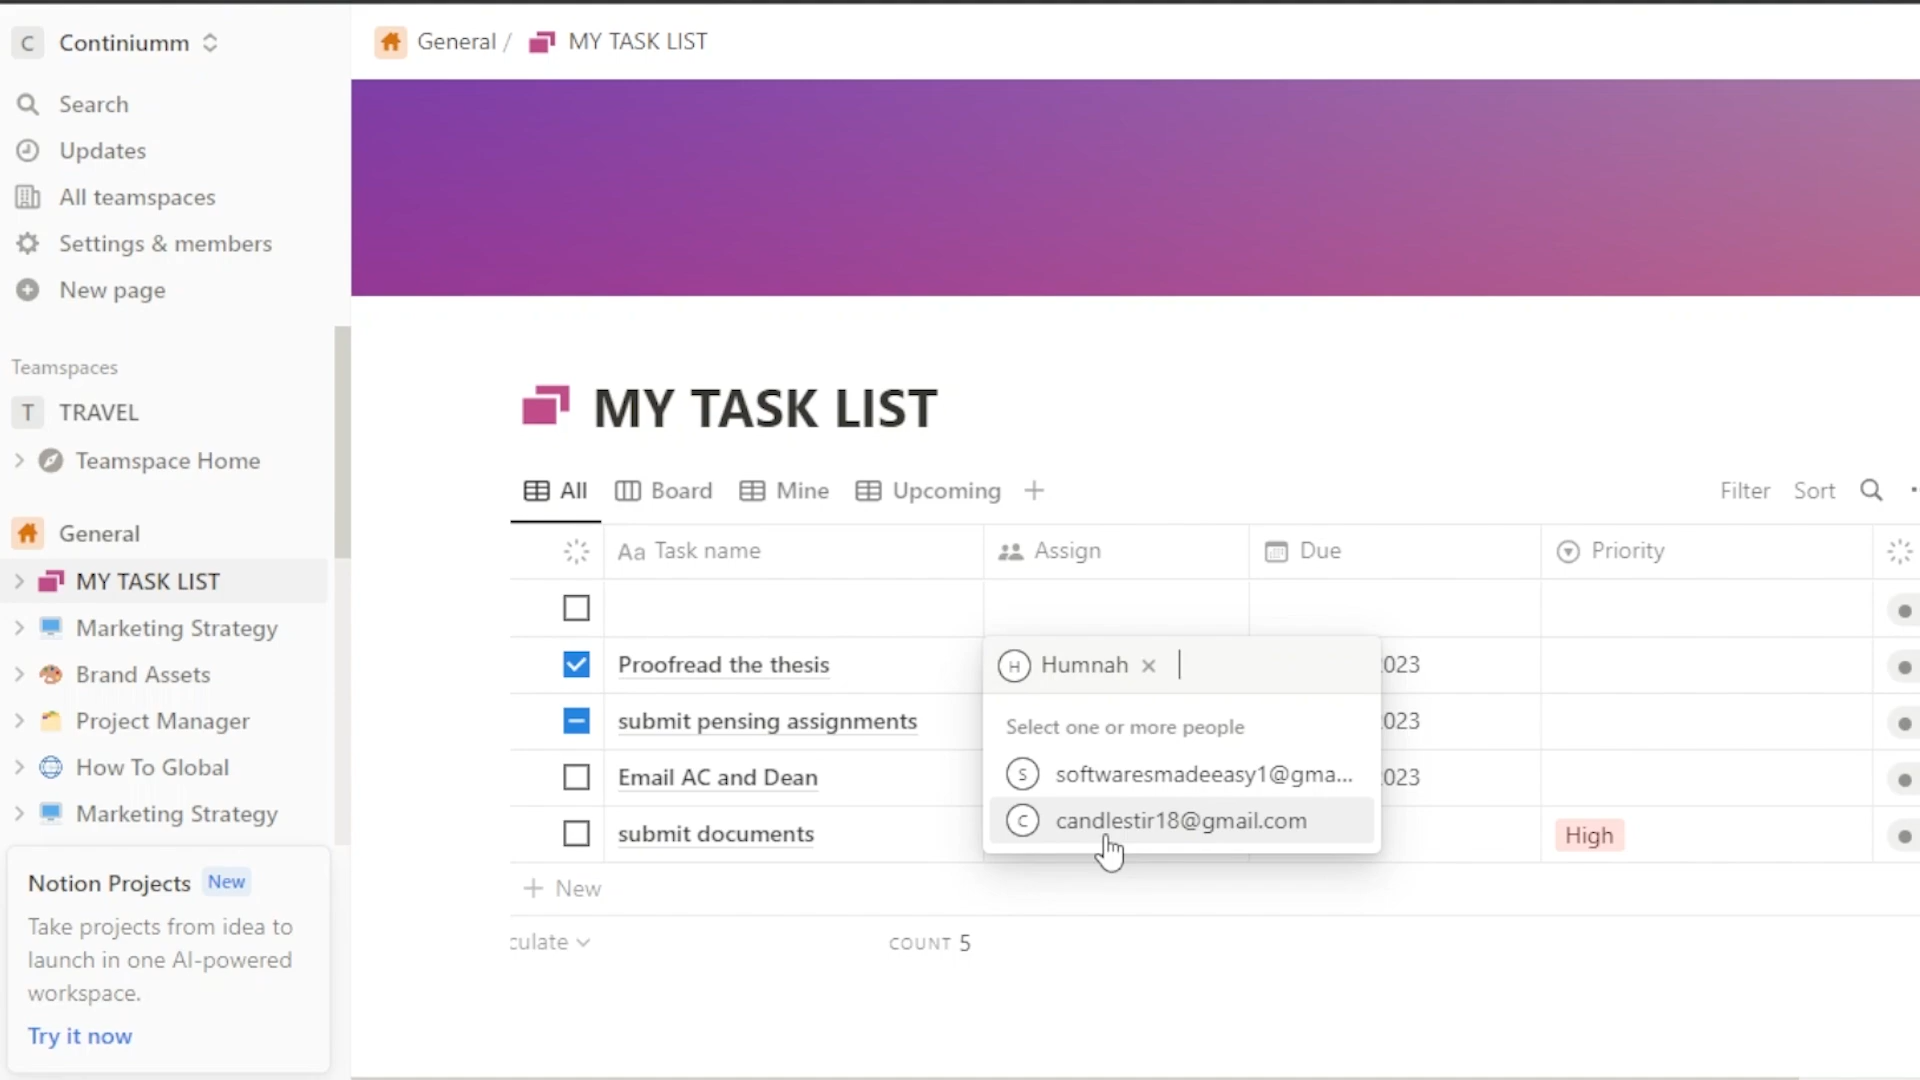 C Continiumm
Search
Updates
All teamspaces
Settings & members
New page
Teamspaces
T TRAVEL
Teamspace Home
General
MY TASK LIST
Marketing Strategy
Brand Assets
Project Manager
How To Global
Marketing Strategy
Notion Projects New
Take projects from idea to
launch in one AI-powered
workspace.
Try it now
General / MY TASK LIST
MY TASK LIST
All Board Mine Upcoming
Filter Sort
Aa Task name Assign Due Priority
Proofread the thesis H Humnah 023
submit pensing assignments 023
Select one or more people
Email AC and Dean 023
S softwaresmadeeasy1@gma...
C candlestir18@gmail.com
submit documents High
New
culate COUNT 5